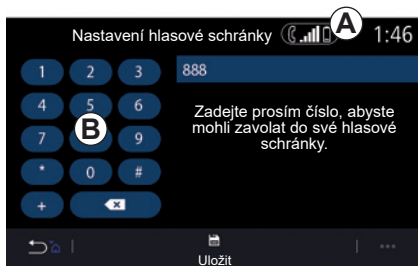 Nastavení hlasové schránky
A
1:46
1 2 3
888
4 5 6
Zadejte prosím číslo, abyste
mohli zavolat do své hlasové
schránky.
7 B 9
* 0 #
+
Uložit